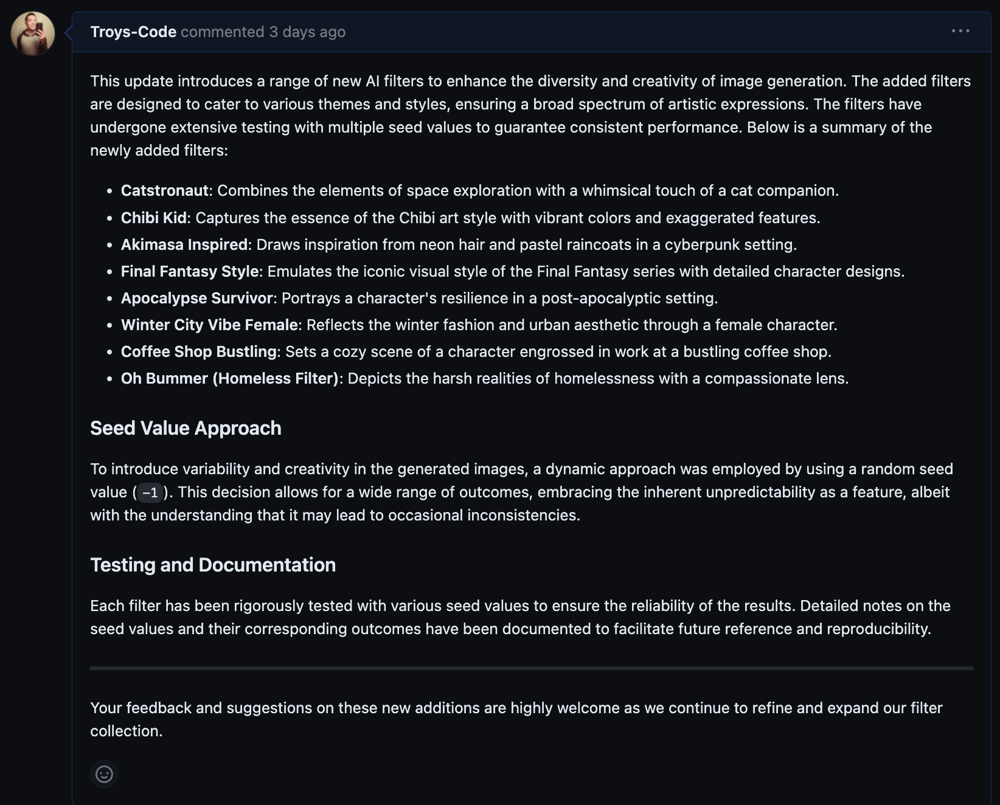 Troys-Code commented 3 days ago
This update introduces a range of new AI filters to enhance the diversity and creativity of image generation. The added filters
are designed to cater to various themes and styles, ensuring a broad spectrum of artistic expressions. The filters have
undergone extensive testing with multiple seed values to guarantee consistent performance. Below is a summary of the
newly added filters:
• Catstronaut: Combines the elements of space exploration with a whimsical touch of a cat companion.
• Chibi Kid: Captures the essence of the Chibi art style with vibrant colors and exaggerated features.
• Akimasa Inspired: Draws inspiration from neon hair and pastel raincoats in a cyberpunk setting.
• Final Fantasy Style: Emulates the iconic visual style of the Final Fantasy series with detailed character designs.
• Apocalypse Survivor: Portrays a character's resilience in a post-apocalyptic setting.
• Winter City Vibe Female: Reflects the winter fashion and urban aesthetic through a female character.
• Coffee Shop Bustling: Sets a cozy scene of a character engrossed in work at a bustling coffee shop.
• Oh Bummer (Homeless Filter): Depicts the harsh realities of homelessness with a compassionate lens.
Seed Value Approach
To introduce variability and creativity in the generated images, a dynamic approach was employed by using a random seed
value (-1). This decision allows for a wide range of outcomes, embracing the inherent unpredictability as a feature, albeit
with the understanding that it may lead to occasional inconsistencies.
Testing and Documentation
Each filter has been rigorously tested with various seed values to ensure the reliability of the results. Detailed notes on the
seed values and their corresponding outcomes have been documented to facilitate future reference and reproducibility.
Your feedback and suggestions on these new additions are highly welcome as we continue to refine and expand our filter
collection.